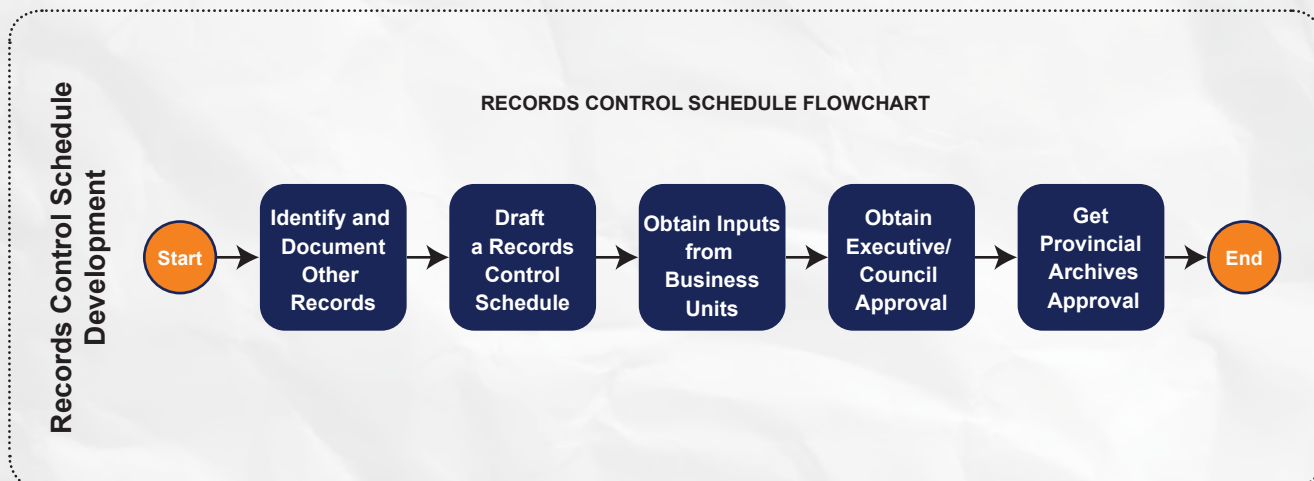 Records Control Schedule
Development
RECORDS CONTROL SCHEDULE FLOWCHART
Start
Identify and
Document
Other
Records
Draft
a Records
Control
Schedule
Obtain Inputs
from
Business
Units
Obtain
Executive/
Council
Approval
Get
Provincial
Archives
Approval
End